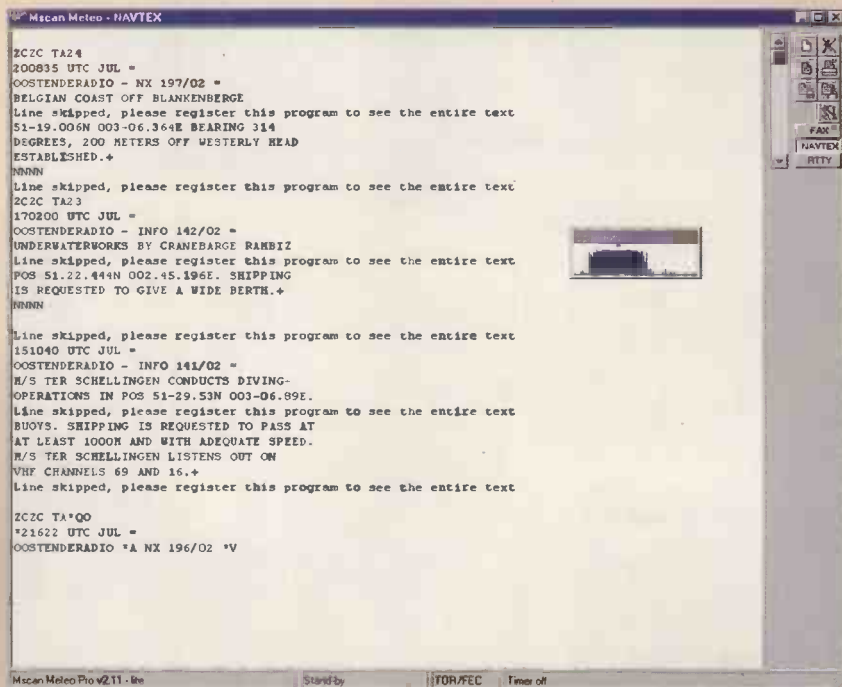 Mscan Meteo - NAVTEX
ZCZC TA24
200835 UTC JUL =
OOSTENDERADIO - NX 197/02 =
BELGIAN COAST OFF BLANKENBERGE
Line skipped, please register this program to see the entire text
51-19.006N 003-06.364E BEARING 314
DEGREES, 200 METERS OFF WESTERLY HEAD
ESTABLISHED.+
NNNN
Line skipped, please register this program to see the entire text
ZCZC TA23
170200 UTC JUL =
OOSTENDERADIO - INFO 142/02 =
UNDERWATERWORKS BY CRANEBARGE RAMBIZ
Line skipped, please register this program to see the entire text
POS 51.22.444N 002.45.196E. SHIPPING
IS REQUESTED TO GIVE A WIDE BERTH.+
NNNN
Line skipped, please register this program to see the entire text
151040 UTC JUL =
OOSTENDERADIO - INFO 141/02 =
M/S TER SCHELLINGEN CONDUCTS DIVING-
OPERATIONS IN POS 51-29.53N 003-06.89E.
Line skipped, please register this program to see the entire text
BUOYS. SHIPPING IS REQUESTED TO PASS AT
AT LEAST 1000M AND WITH ADEQUATE SPEED.
M/S TER SCHELLINGEN LISTENS OUT ON
VHF CHANNELS 69 AND 16.+
Line skipped, please register this program to see the entire text
ZCZC TA*QO
*21622 UTC JUL =
OOSTENDERADIO *A NX 196/02 *V
FAX
NAVTEX
RTTY
Mscan Meteo Pro v2.11 - lite
Stand-by
TOR/FEC
Timer off